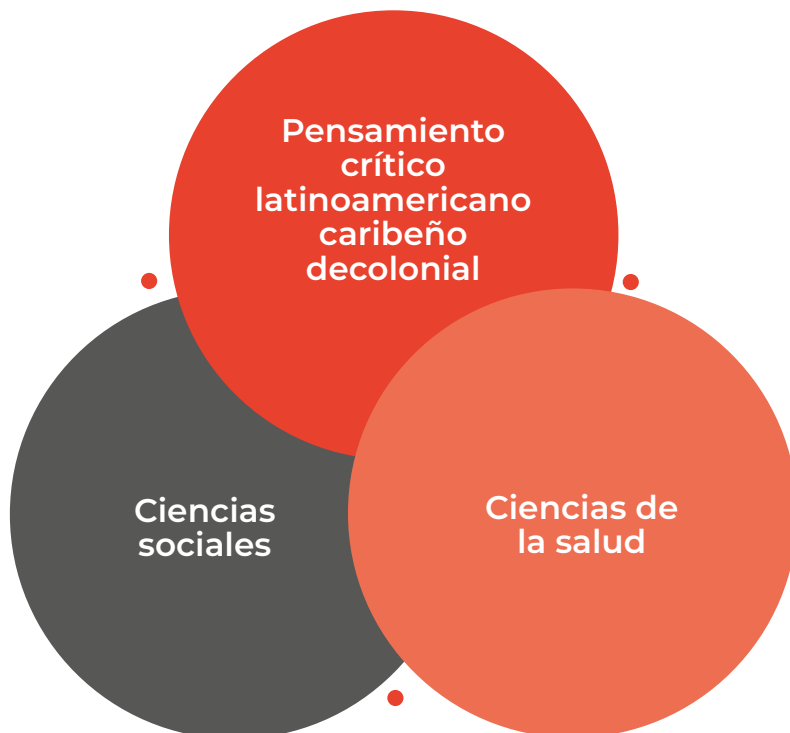 Pensamiento
crítico
latinoamericano
caribeño
decolonial
Ciencias
sociales
Ciencias de
la salud